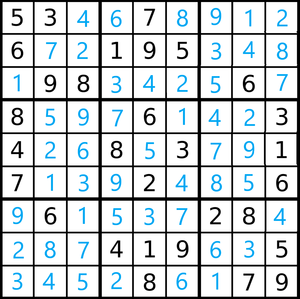 5 3 4 6 7 8 9 1 2
6 7 2 1 9 5 3 4 8
1 9 8 3 4 2 5 6 7
8 5 9 7 6 1 4 2 3
4 2 6 8 5 3 7 9 1
7 1 3 9 2 4 8 5 6
9 6 1 5 3 7 2 8 4
2 8 7 4 1 9 6 3 5
3 4 5 2 8 6 1 7 9